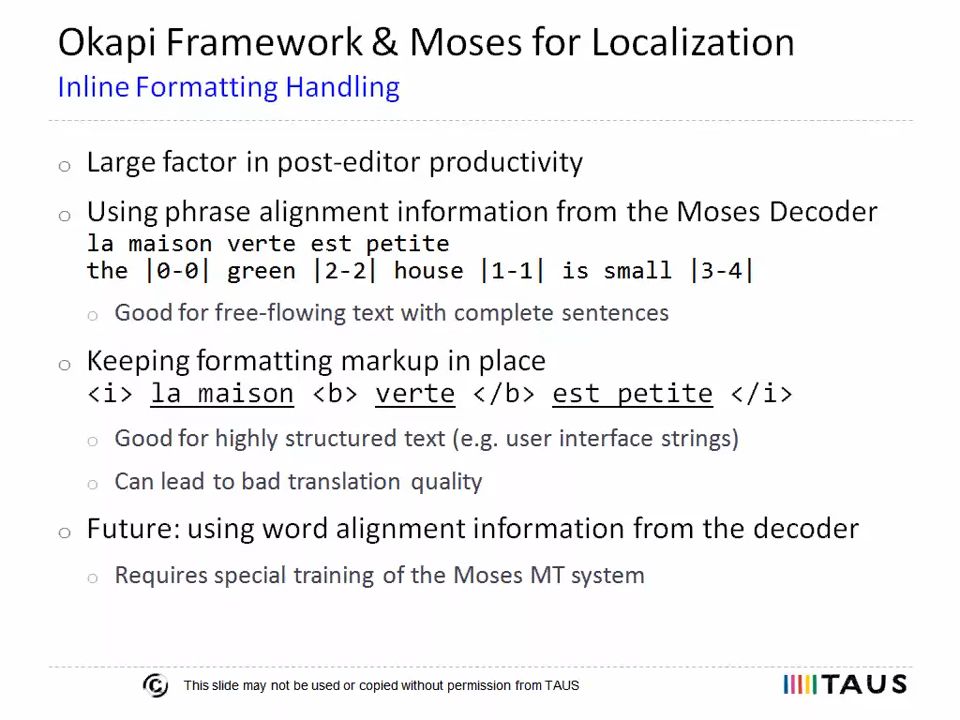 Okapi Framework & Moses for Localization
Inline Formatting Handling
Large factor in post-editor productivity
Using phrase alignment information from the Moses Decoder
la maison verte est petite
the |0-0| green |2-2| house |1-1| is small |3-4|
Good for free-flowing text with complete sentences
Keeping formatting markup in place
<i> la maison <b> verte </b> est petite </i>
Good for highly structured text (e.g. user interface strings)
Can lead to bad translation quality
Future: using word alignment information from the decoder
Requires special training of the Moses MT system
This slide may not be used or copied without permission from TAUS
TAUS